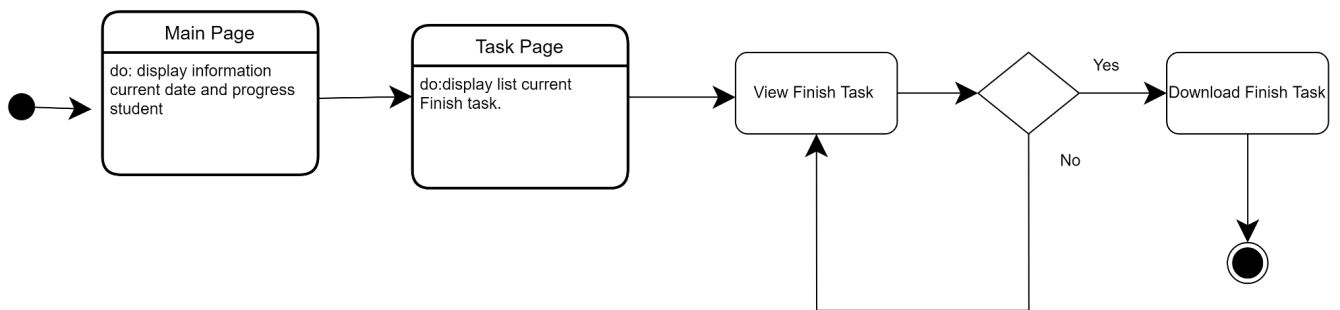 Main Page
do: display information
current date and progress
student
Task Page
do:display list current
Finish task.
View Finish Task
Yes
No
Download Finish Task